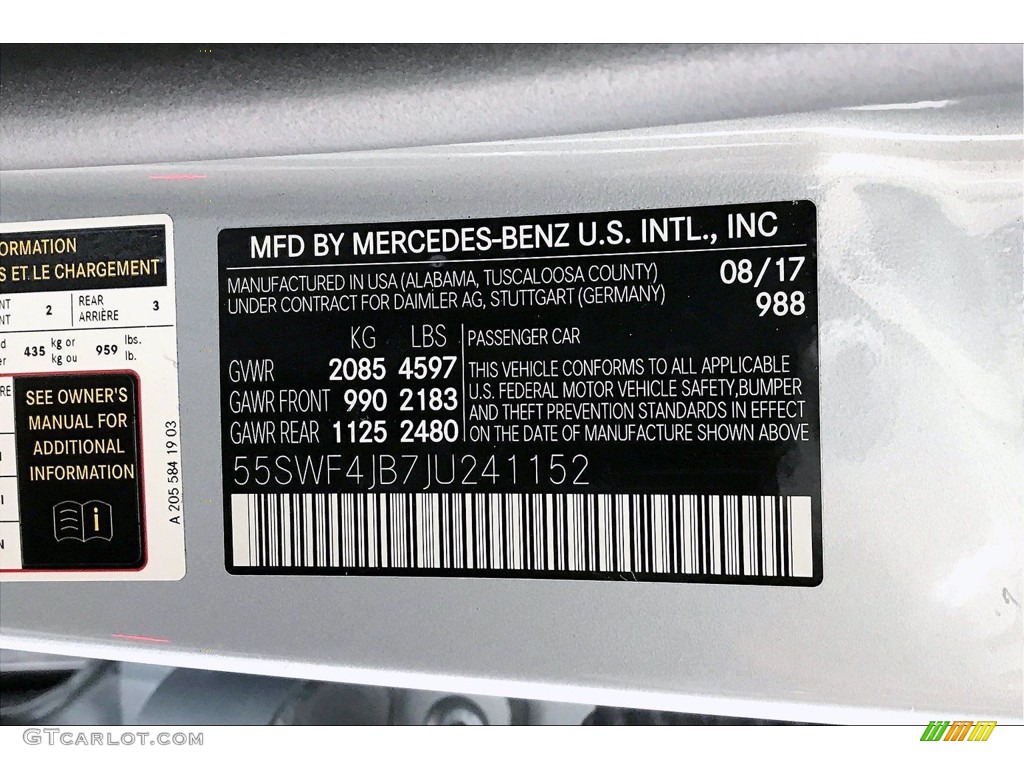 ORMATION
S ET LE CHARGEMENT
NT 2 REAR 3
NT ARRIÈRE
d 435 kg or 959 lbs.
er kg ou lb.
RE
SEE OWNER'S
MANUAL FOR
ADDITIONAL
INFORMATION
i
I
N
A 205 584 19 03
MFD BY MERCEDES-BENZ U.S. INTL., INC
MANUFACTURED IN USA (ALABAMA, TUSCALOOSA COUNTY) 08/17
UNDER CONTRACT FOR DAIMLER AG, STUTTGART (GERMANY) 988
KG LBS PASSENGER CAR
GVWR 2085 4597 THIS VEHICLE CONFORMS TO ALL APPLICABLE
U.S. FEDERAL MOTOR VEHICLE SAFETY,BUMPER
GAWR FRONT 990 2183 AND THEFT PREVENTION STANDARDS IN EFFECT
GAWR REAR 1125 2480 ON THE DATE OF MANUFACTURE SHOWN ABOVE
55SWF4JB7JU241152
GTcarlot.com